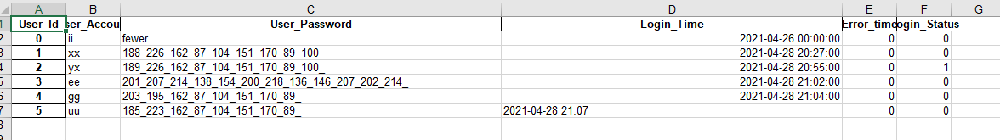 A B C D E F G
1 User_Id ser_Accou User_Password Login_Time Error_time ogin_Status
2 0 ii fewer 2021-04-26 00:00:00 0 0
3 1 xx 188_226_162_87_104_151_170_89_100_ 2021-04-28 20:27:00 0 0
4 2 yx 189_226_162_87_104_151_170_89_100_ 2021-04-28 20:55:00 0 1
5 3 ee 201_207_214_138_154_200_218_136_146_207_202_214_ 2021-04-28 21:02:00 0 0
6 4 gg 203_195_162_87_104_151_170_89_ 2021-04-28 21:04:00 0 0
7 5 uu 185_223_162_87_104_151_170_89_ 2021-04-28 21:07 0 0
8